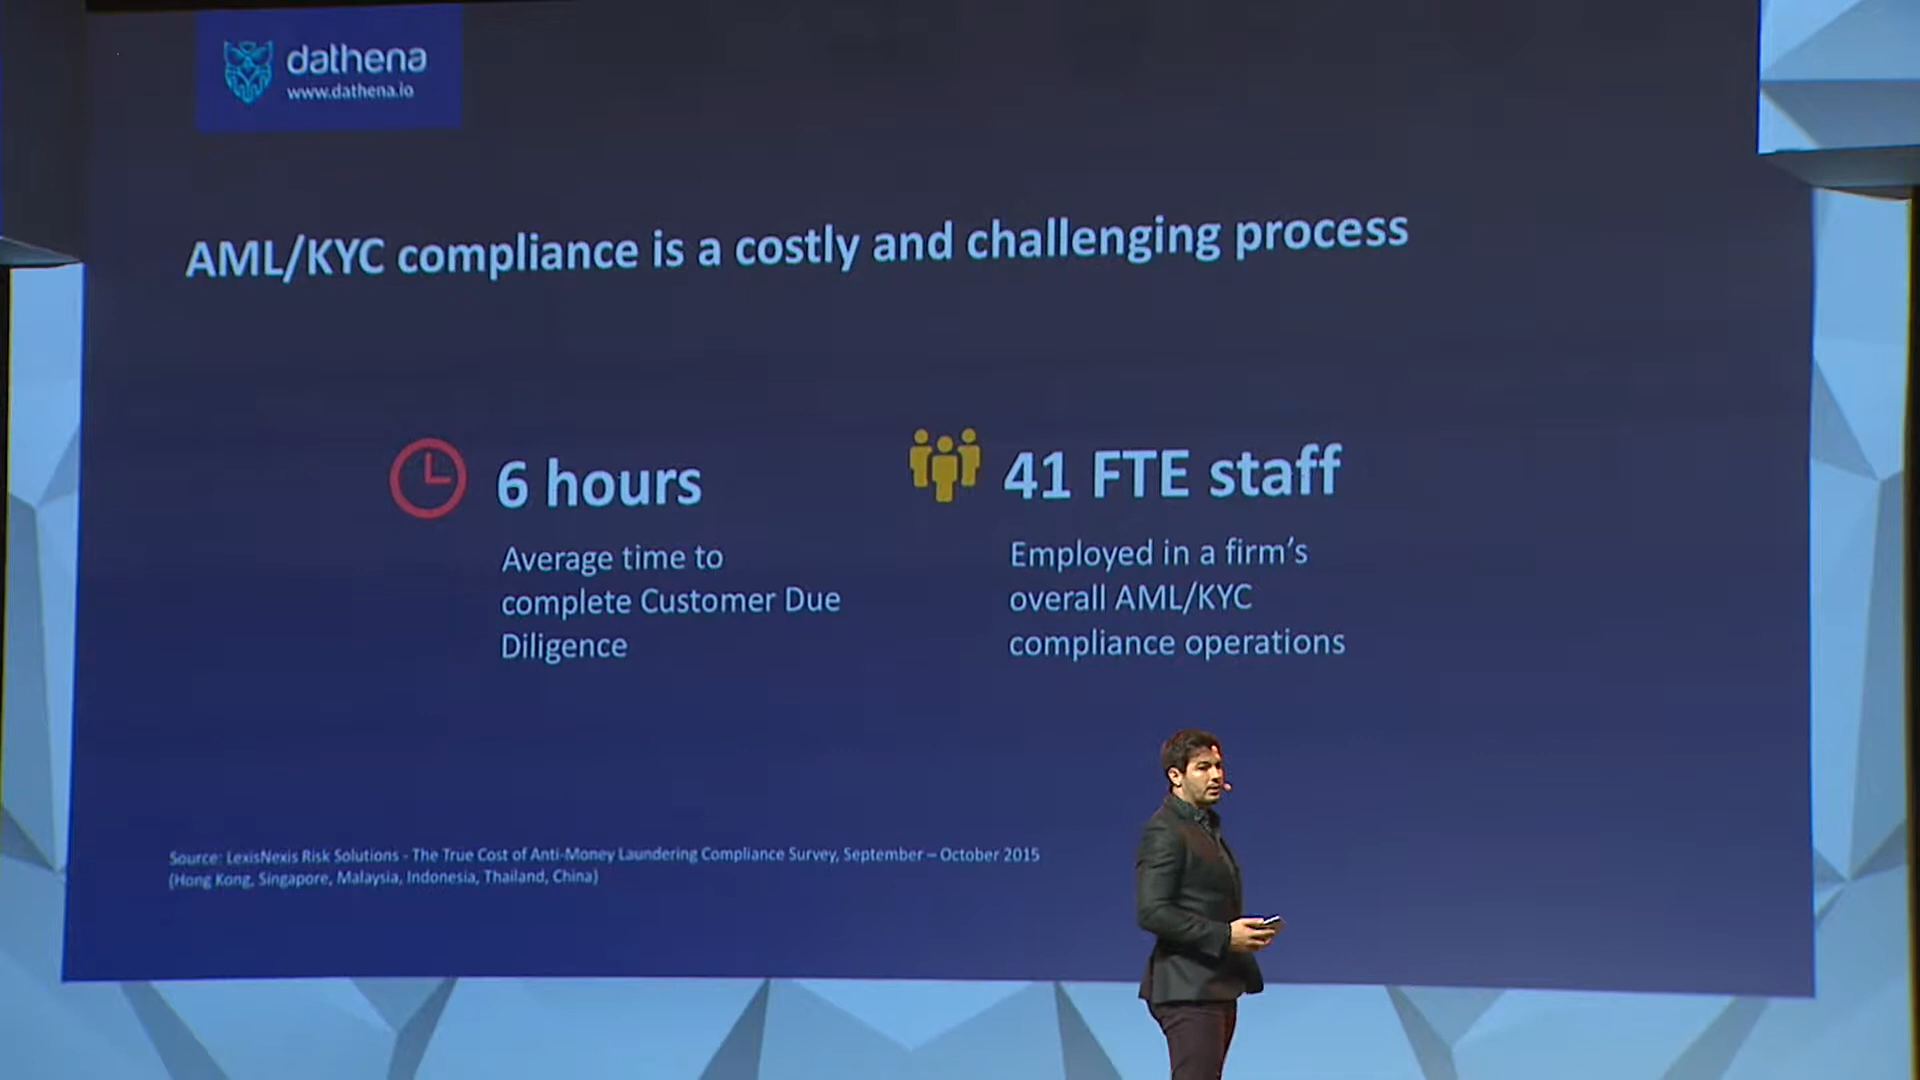 dathena
www.dathena.io
AML/KYC compliance is a costly and challenging process
6 hours
Average time to
complete Customer Due
Diligence
41 FTE staff
Employed in a firm’s
overall AML/KYC
compliance operations
Source: LexisNexis Risk Solutions - The True Cost of Anti-Money Laundering Compliance Survey, September – October 2015
(Hong Kong, Singapore, Malaysia, Indonesia, Thailand, China)